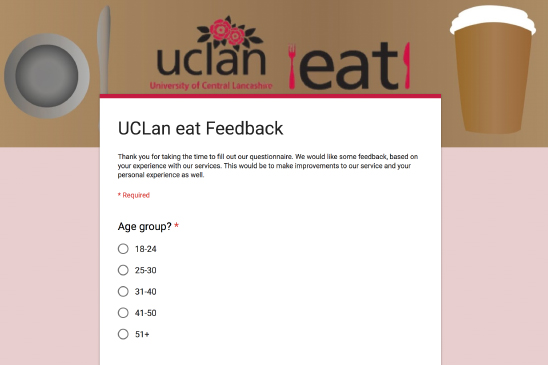 uclan
University of Central Lancashire
eat
UCLan eat Feedback
Thank you for taking the time to fill out our questionnaire. We would like some feedback, based on
your experience with our services. This would be to make improvements to our service and your
personal experience as well.
* Required
Age group? *
18-24
25-30
31-40
41-50
51+